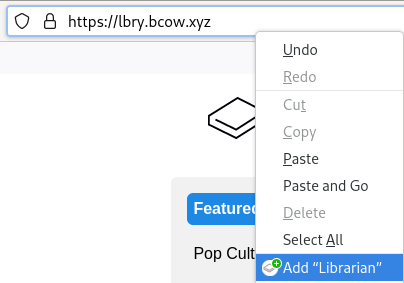 https://lbry.bcow.xyz
Undo
Redo
Cut
Copy
Paste
Paste and Go
Delete
Select All
Add “Librarian”
Featured
Pop Cult